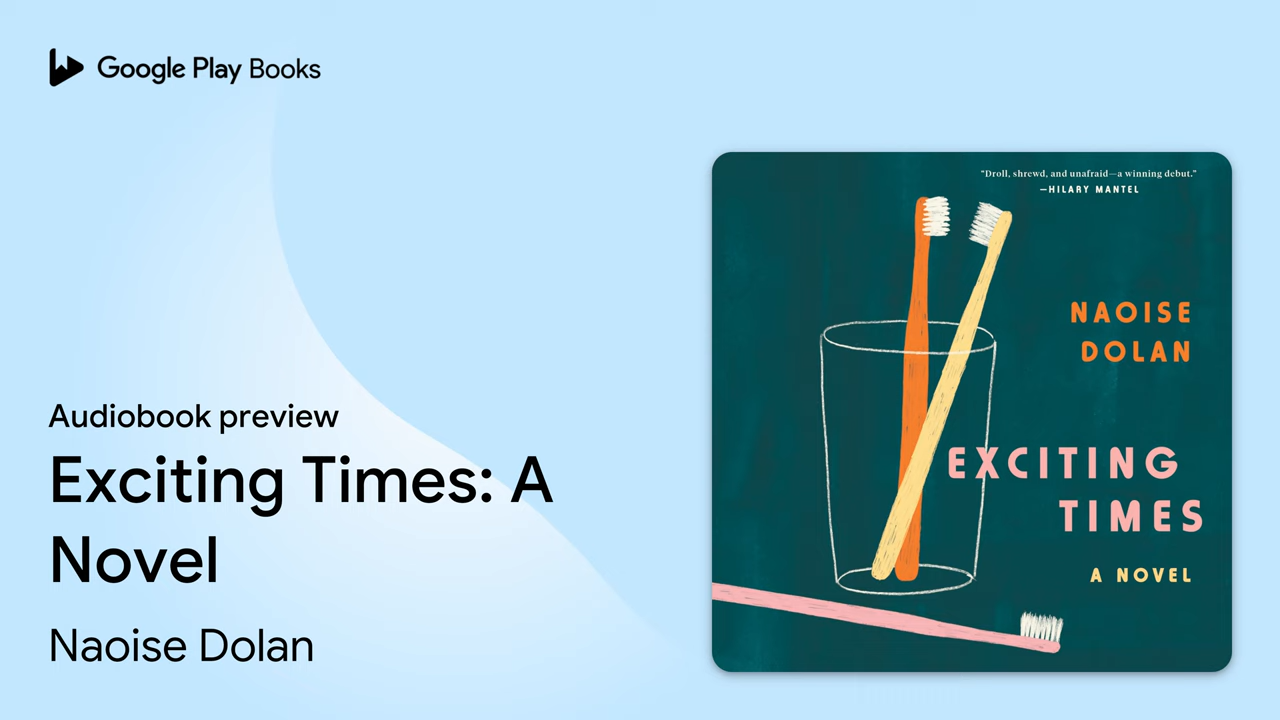 Google Play Books
Audiobook preview
Exciting Times: A
Novel
Naoise Dolan
"Droll, shrewd, and unafraid—a winning debut."
—HILARY MANTEL
NAOISE
DOLAN
EXCITING
TIMES
A NOVEL